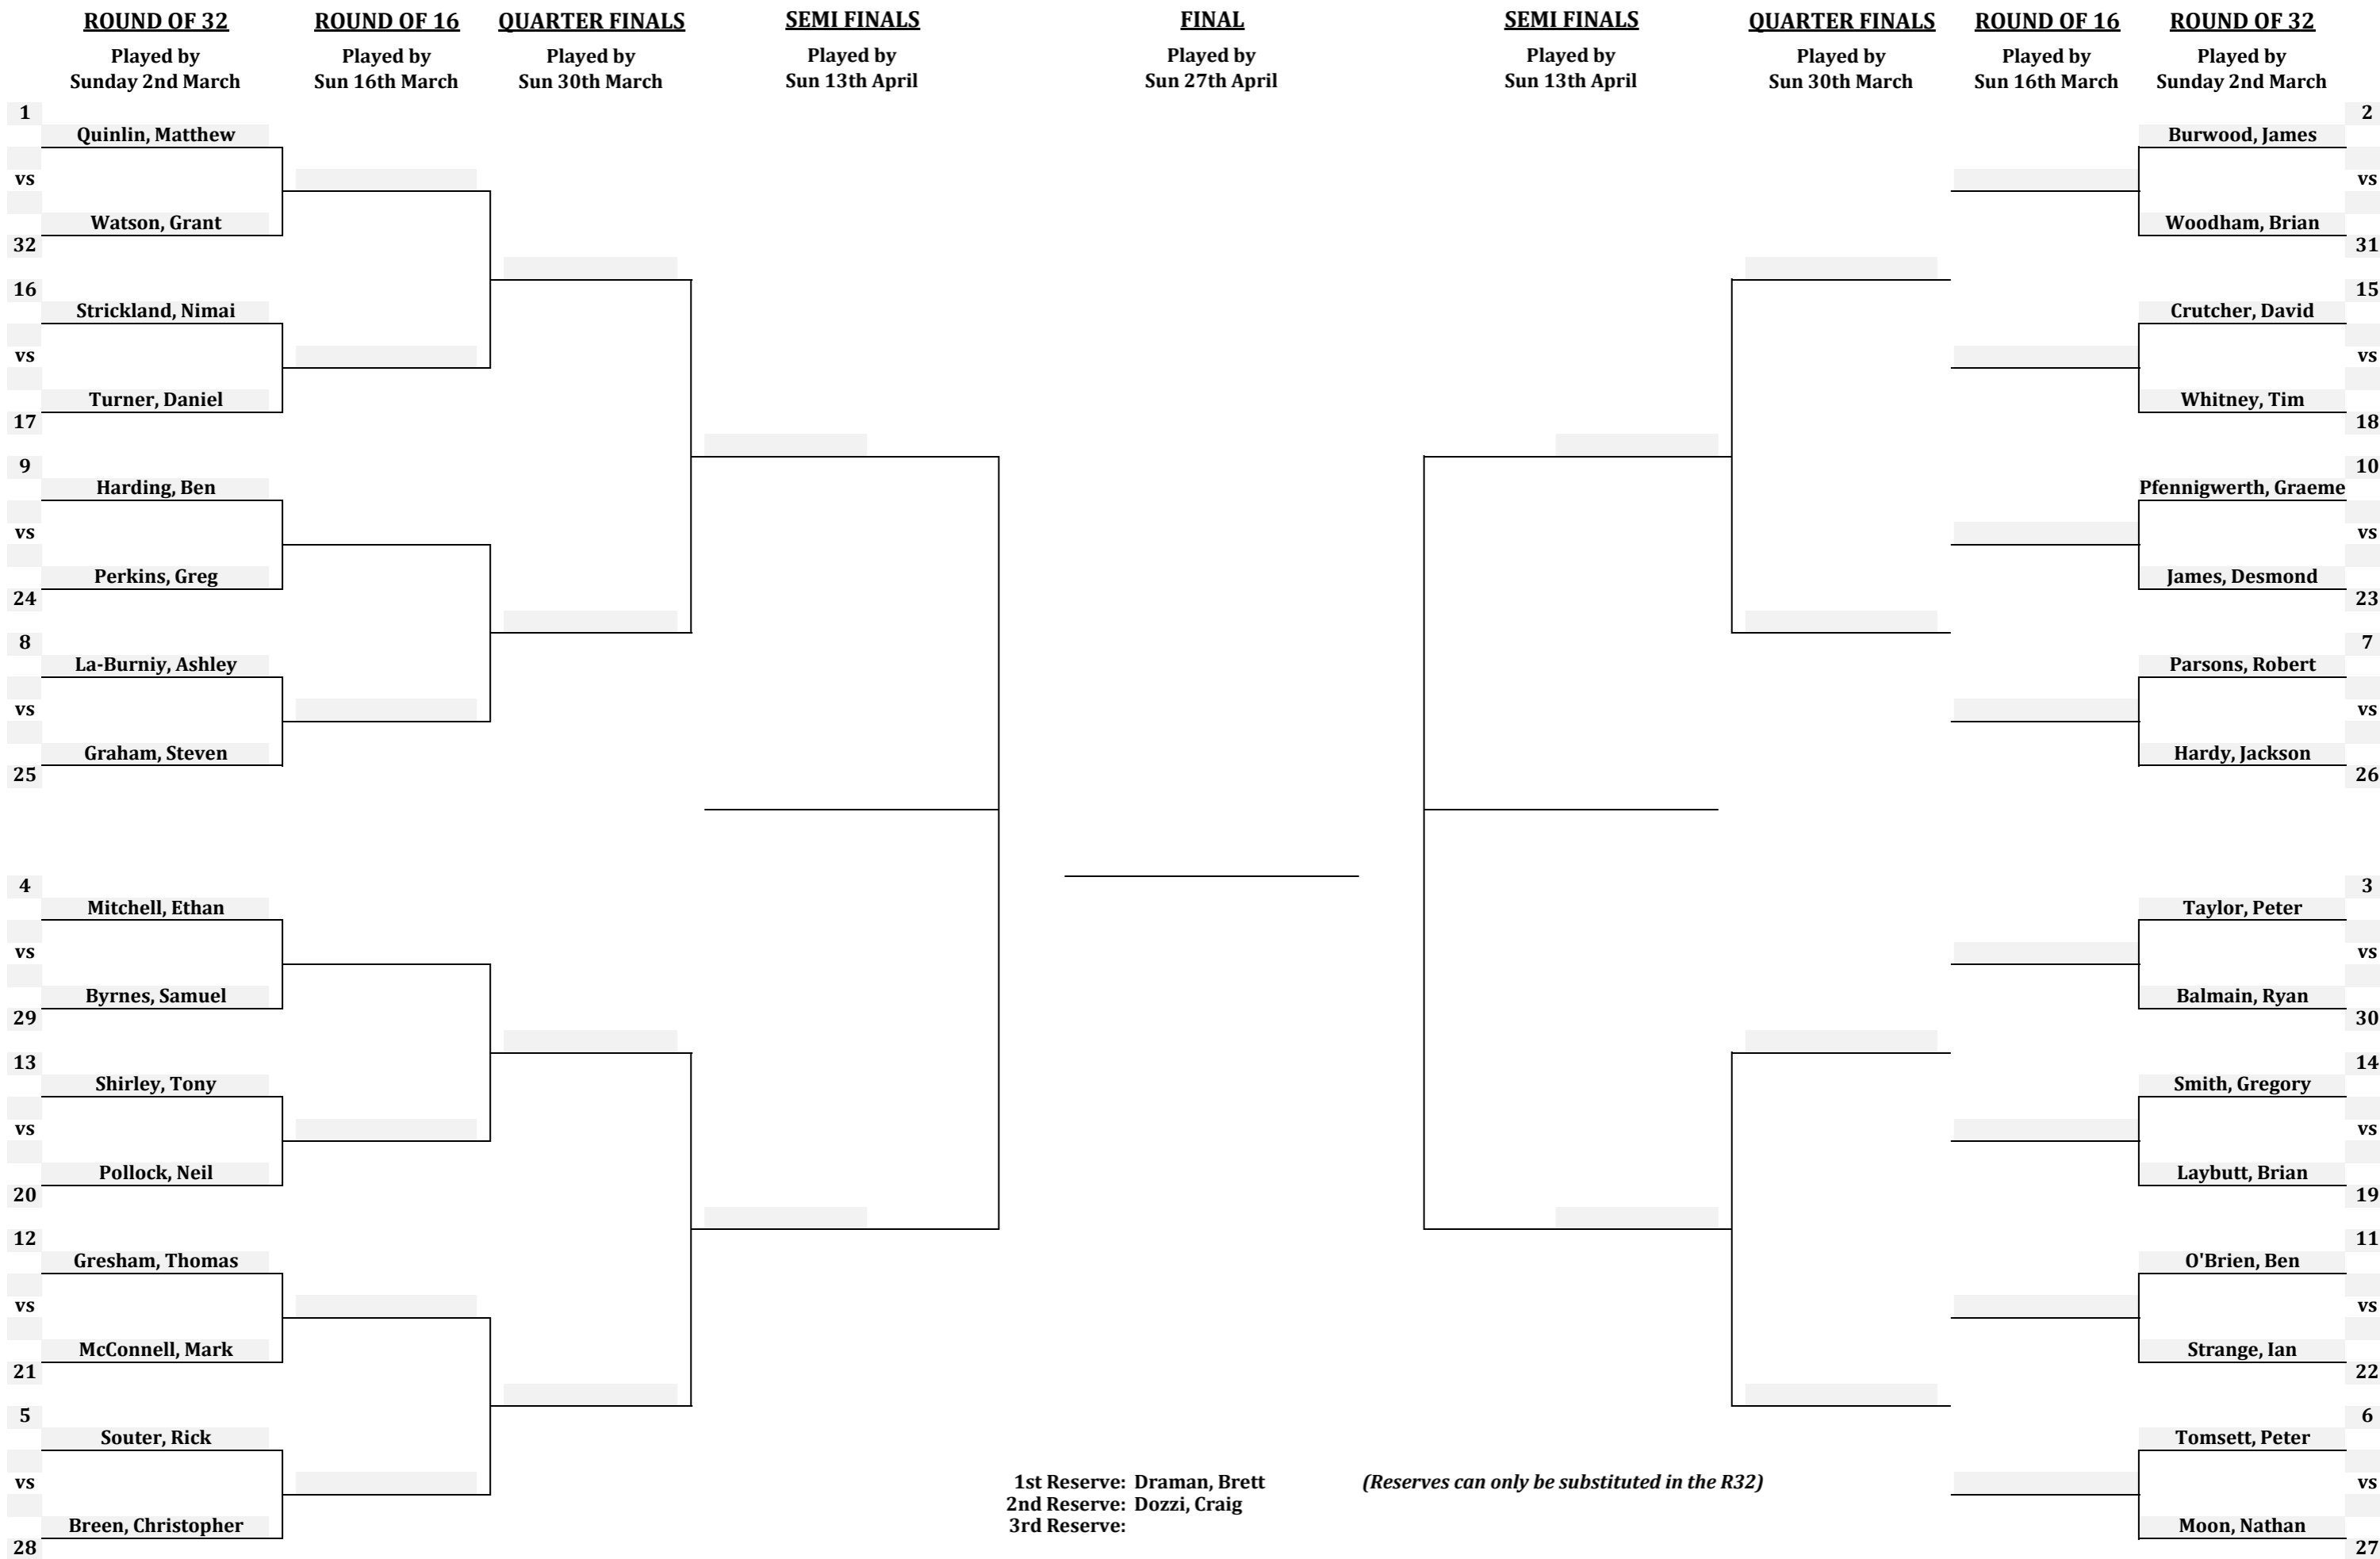 ROUND OF 32 ROUND OF 16 QUARTER FINALS SEMI FINALS FINAL SEMI FINALS QUARTER FINALS ROUND OF 16 ROUND OF 32
Played by Played by Played by Played by Played by Played by Played by Played by Played by
Sunday 2nd March Sun 16th March Sun 30th March Sun 13th April Sun 27th April Sun 13th April Sun 30th March Sun 16th March Sunday 2nd March
1 2
Quinlin, Matthew Burwood, James
vs vs
Watson, Grant Woodham, Brian
32 31
16 15
Strickland, Nimai Crutcher, David
vs vs
Turner, Daniel Whitney, Tim
17 18
9 10
Harding, Ben Pfennigwerth, Graeme
vs vs
Perkins, Greg James, Desmond
24 23
8 7
La-Burniy, Ashley Parsons, Robert
vs vs
Graham, Steven Hardy, Jackson
25 26
4 3
Mitchell, Ethan Taylor, Peter
vs vs
Byrnes, Samuel Balmain, Ryan
29 30
13 14
Shirley, Tony Smith, Gregory
vs vs
Pollock, Neil Laybutt, Brian
20 19
12 11
Gresham, Thomas O'Brien, Ben
vs vs
McConnell, Mark Strange, Ian
21 22
5 6
Souter, Rick Tomsett, Peter
vs 1st Reserve: Draman, Brett (Reserves can only be substituted in the R32) vs
2nd Reserve: Dozzi, Craig
Breen, Christopher 3rd Reserve: Moon, Nathan
28 27